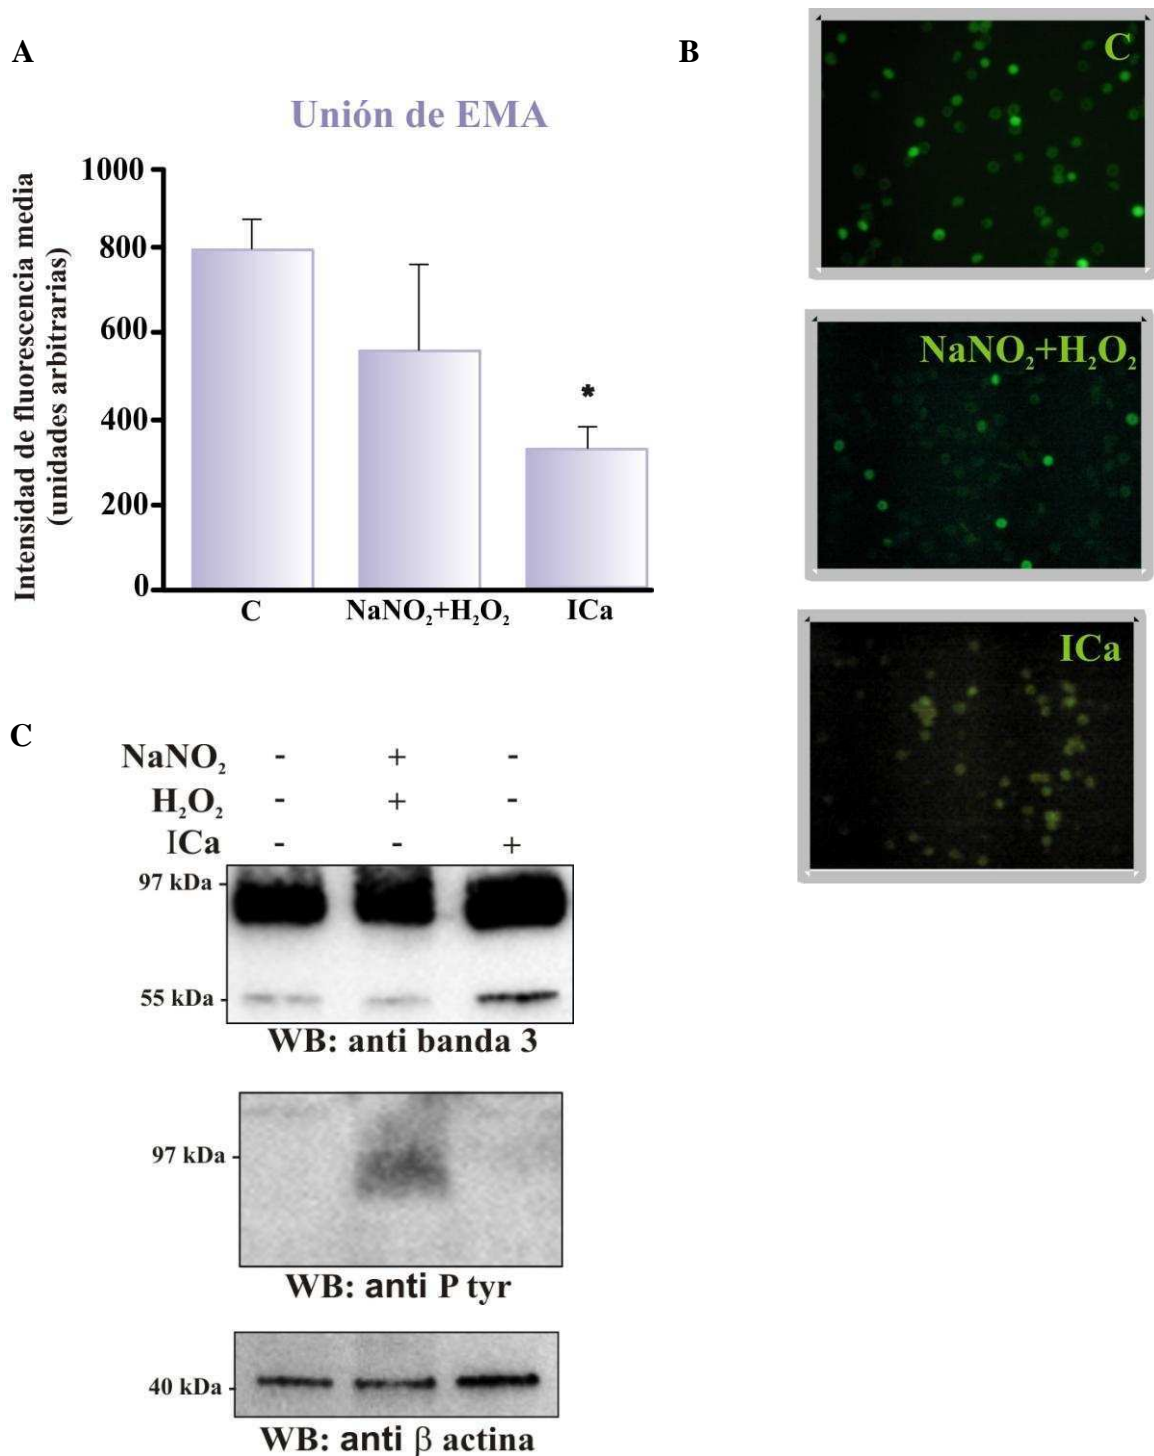 A
Unión de EMA
Intensidad de fluorescencia media
(unidades arbitrarias)
1000
800
600
400
200
0
*
C
NaNO₂+H₂O₂
ICa
B
C
NaNO₂+H₂O₂
ICa
C
NaNO₂ - + -
H₂O₂ - + -
ICa - - +
97 kDa
55 kDa
WB: anti banda 3
97 kDa
WB: anti P tyr
40 kDa
WB: anti β actina